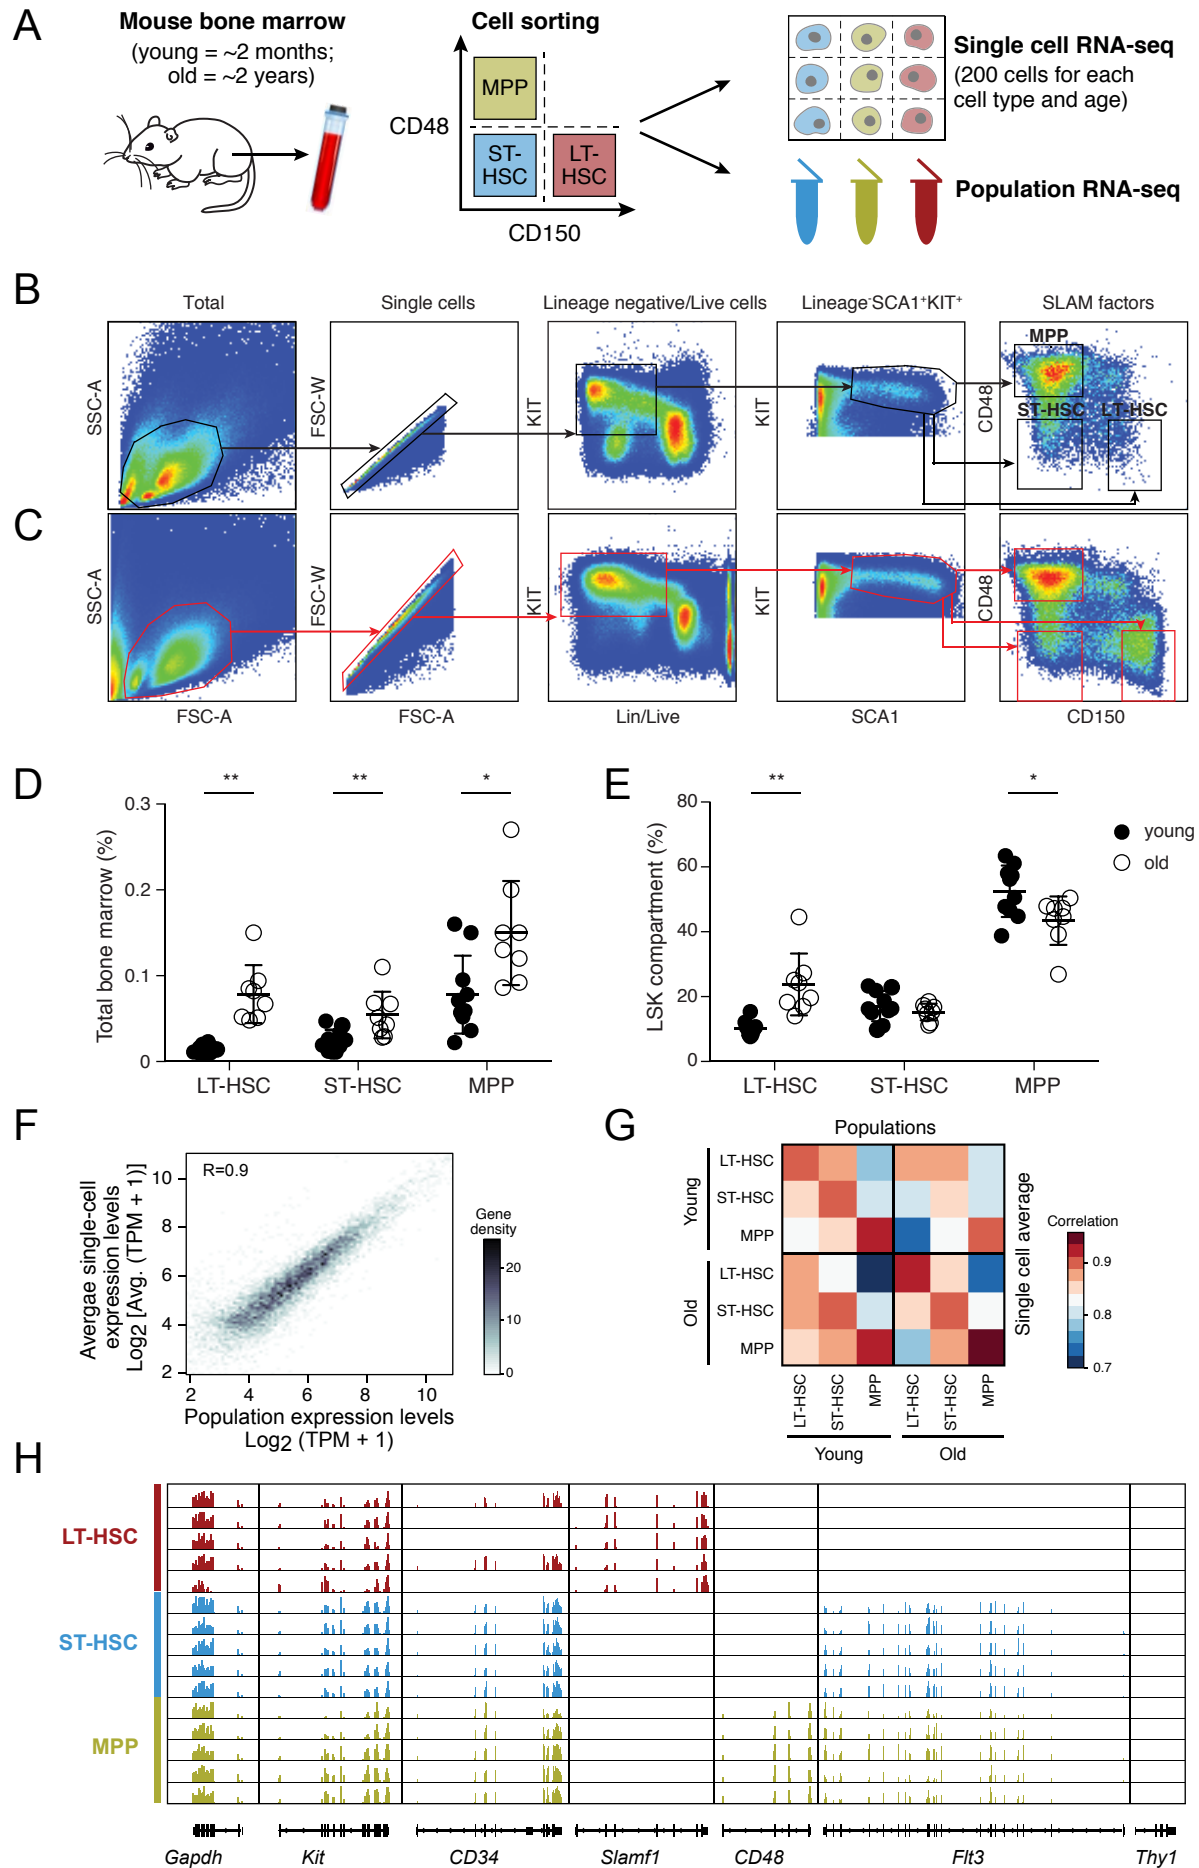 A
Mouse bone marrow
(young = ~2 months;
old = ~2 years)
Cell sorting
CD48
MPP
ST-
HSC
LT-
HSC
CD150
Single cell RNA-seq
(200 cells for each
cell type and age)
Population RNA-seq
B
Total
Single cells
Lineage negative/Live cells
Lineage-SCA1+KIT+
SLAM factors
SSC-A
FSC-W
KIT
KIT
CD48
MPP
ST-HSC
LT-HSC
C
SSC-A
FSC-W
KIT
KIT
CD48
FSC-A
FSC-A
Lin/Live
SCA1
CD150
D
** ** *
Total bone marrow (%)
0.3
0.2
0.1
0
LT-HSC ST-HSC MPP
E
** *
LSK compartment (%)
80
60
40
20
0
LT-HSC ST-HSC MPP
young
old
F
R=0.9
Avergae single-cell
expression levels
Log2 [Avg. (TPM + 1)]
10
8
6
4
2
2 4 6 8 10
Population expression levels
Log2 (TPM + 1)
Gene
density
20
10
0
G
Populations
Young
LT-HSC
ST-HSC
MPP
Old
LT-HSC
ST-HSC
MPP
LT-HSC ST-HSC MPP LT-HSC ST-HSC MPP
Young Old
Single cell average
Correlation
0.9
0.8
0.7
H
LT-HSC
ST-HSC
MPP
Gapdh Kit CD34 Slamf1 CD48 Flt3 Thy1